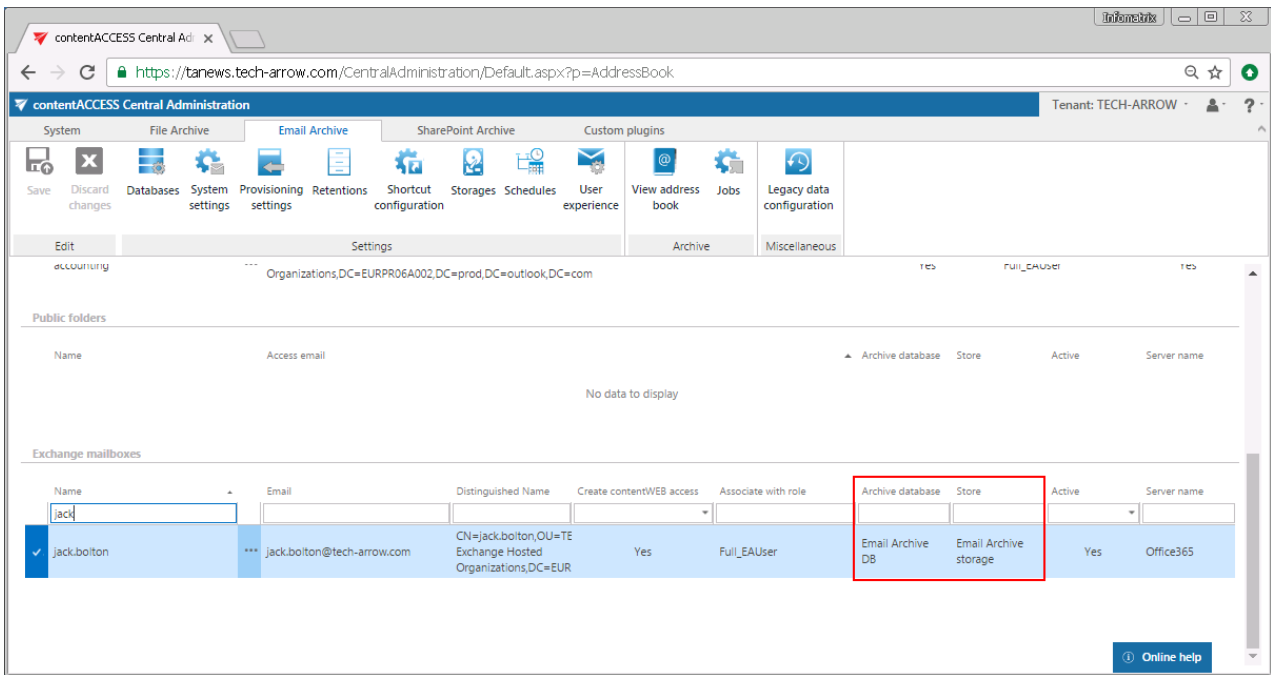 Infomatrix
contentACCESS Central Ad
https://tanews.tech-arrow.com/CentralAdministration/Default.aspx?p=AddressBook
contentACCESS Central Administration
Tenant: TECH-ARROW
?
System File Archive Email Archive SharePoint Archive Custom plugins
Save Discard changes Databases System settings Provisioning settings Retentions Shortcut configuration Storages Schedules User experience View address book Jobs Legacy data configuration
Edit Settings Archive Miscellaneous
accounting ••• Organizations,DC=EURPR06A002,DC=prod,DC=outlook,DC=com Yes Full_EAUser Yes
Public folders
Name Access email Archive database Store Active Server name
No data to display
Exchange mailboxes
Name Email Distinguished Name Create contentWEB access Associate with role Archive database Store Active Server name
jack
jack.bolton ••• jack.bolton@tech-arrow.com CN=jack.bolton,OU=TE Exchange Hosted Organizations,DC=EUR Yes Full_EAUser Email Archive DB Email Archive storage Yes Office365
Online help